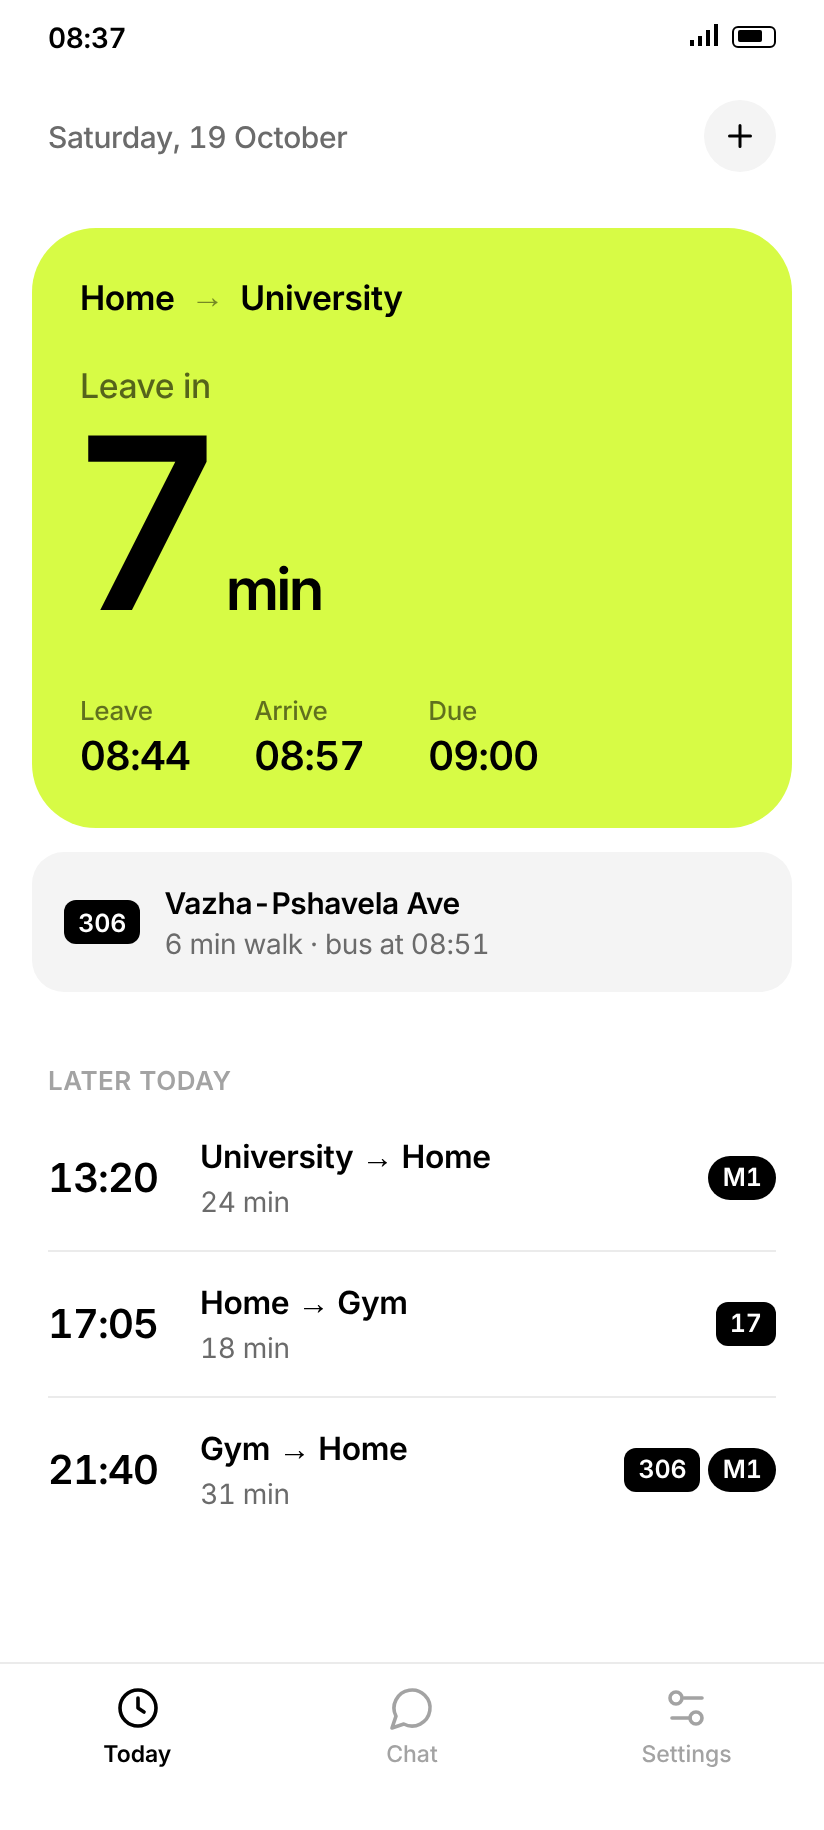 08:37
Saturday, 19 October
Home → University
Leave in
7 min
Leave Arrive Due
08:44 08:57 09:00
306 Vazha-Pshavela Ave
6 min walk · bus at 08:51
LATER TODAY
13:20 University → Home M1
24 min
17:05 Home → Gym 17
18 min
21:40 Gym → Home 306 M1
31 min
Today Chat Settings